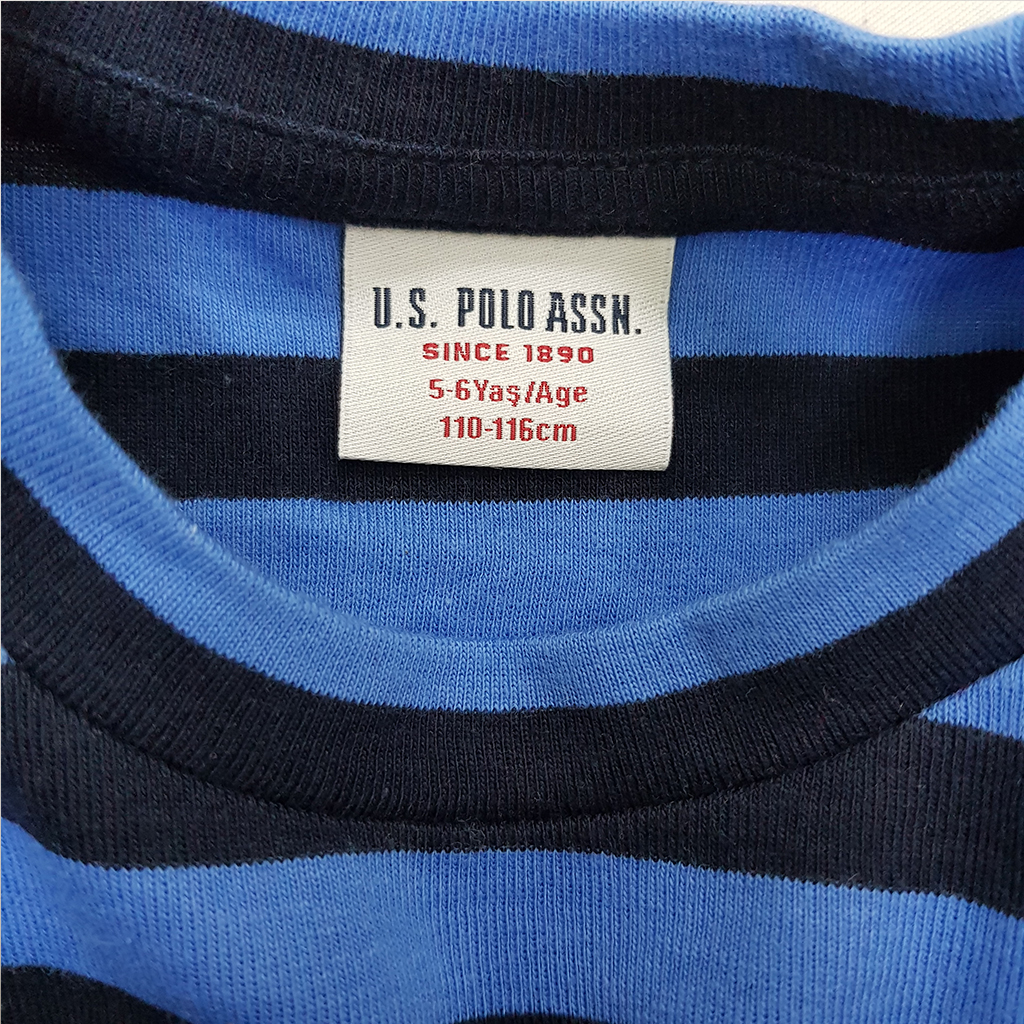 U.S. POLO ASSN.
SINCE 1890
5-6Yaş/Age
110-116cm